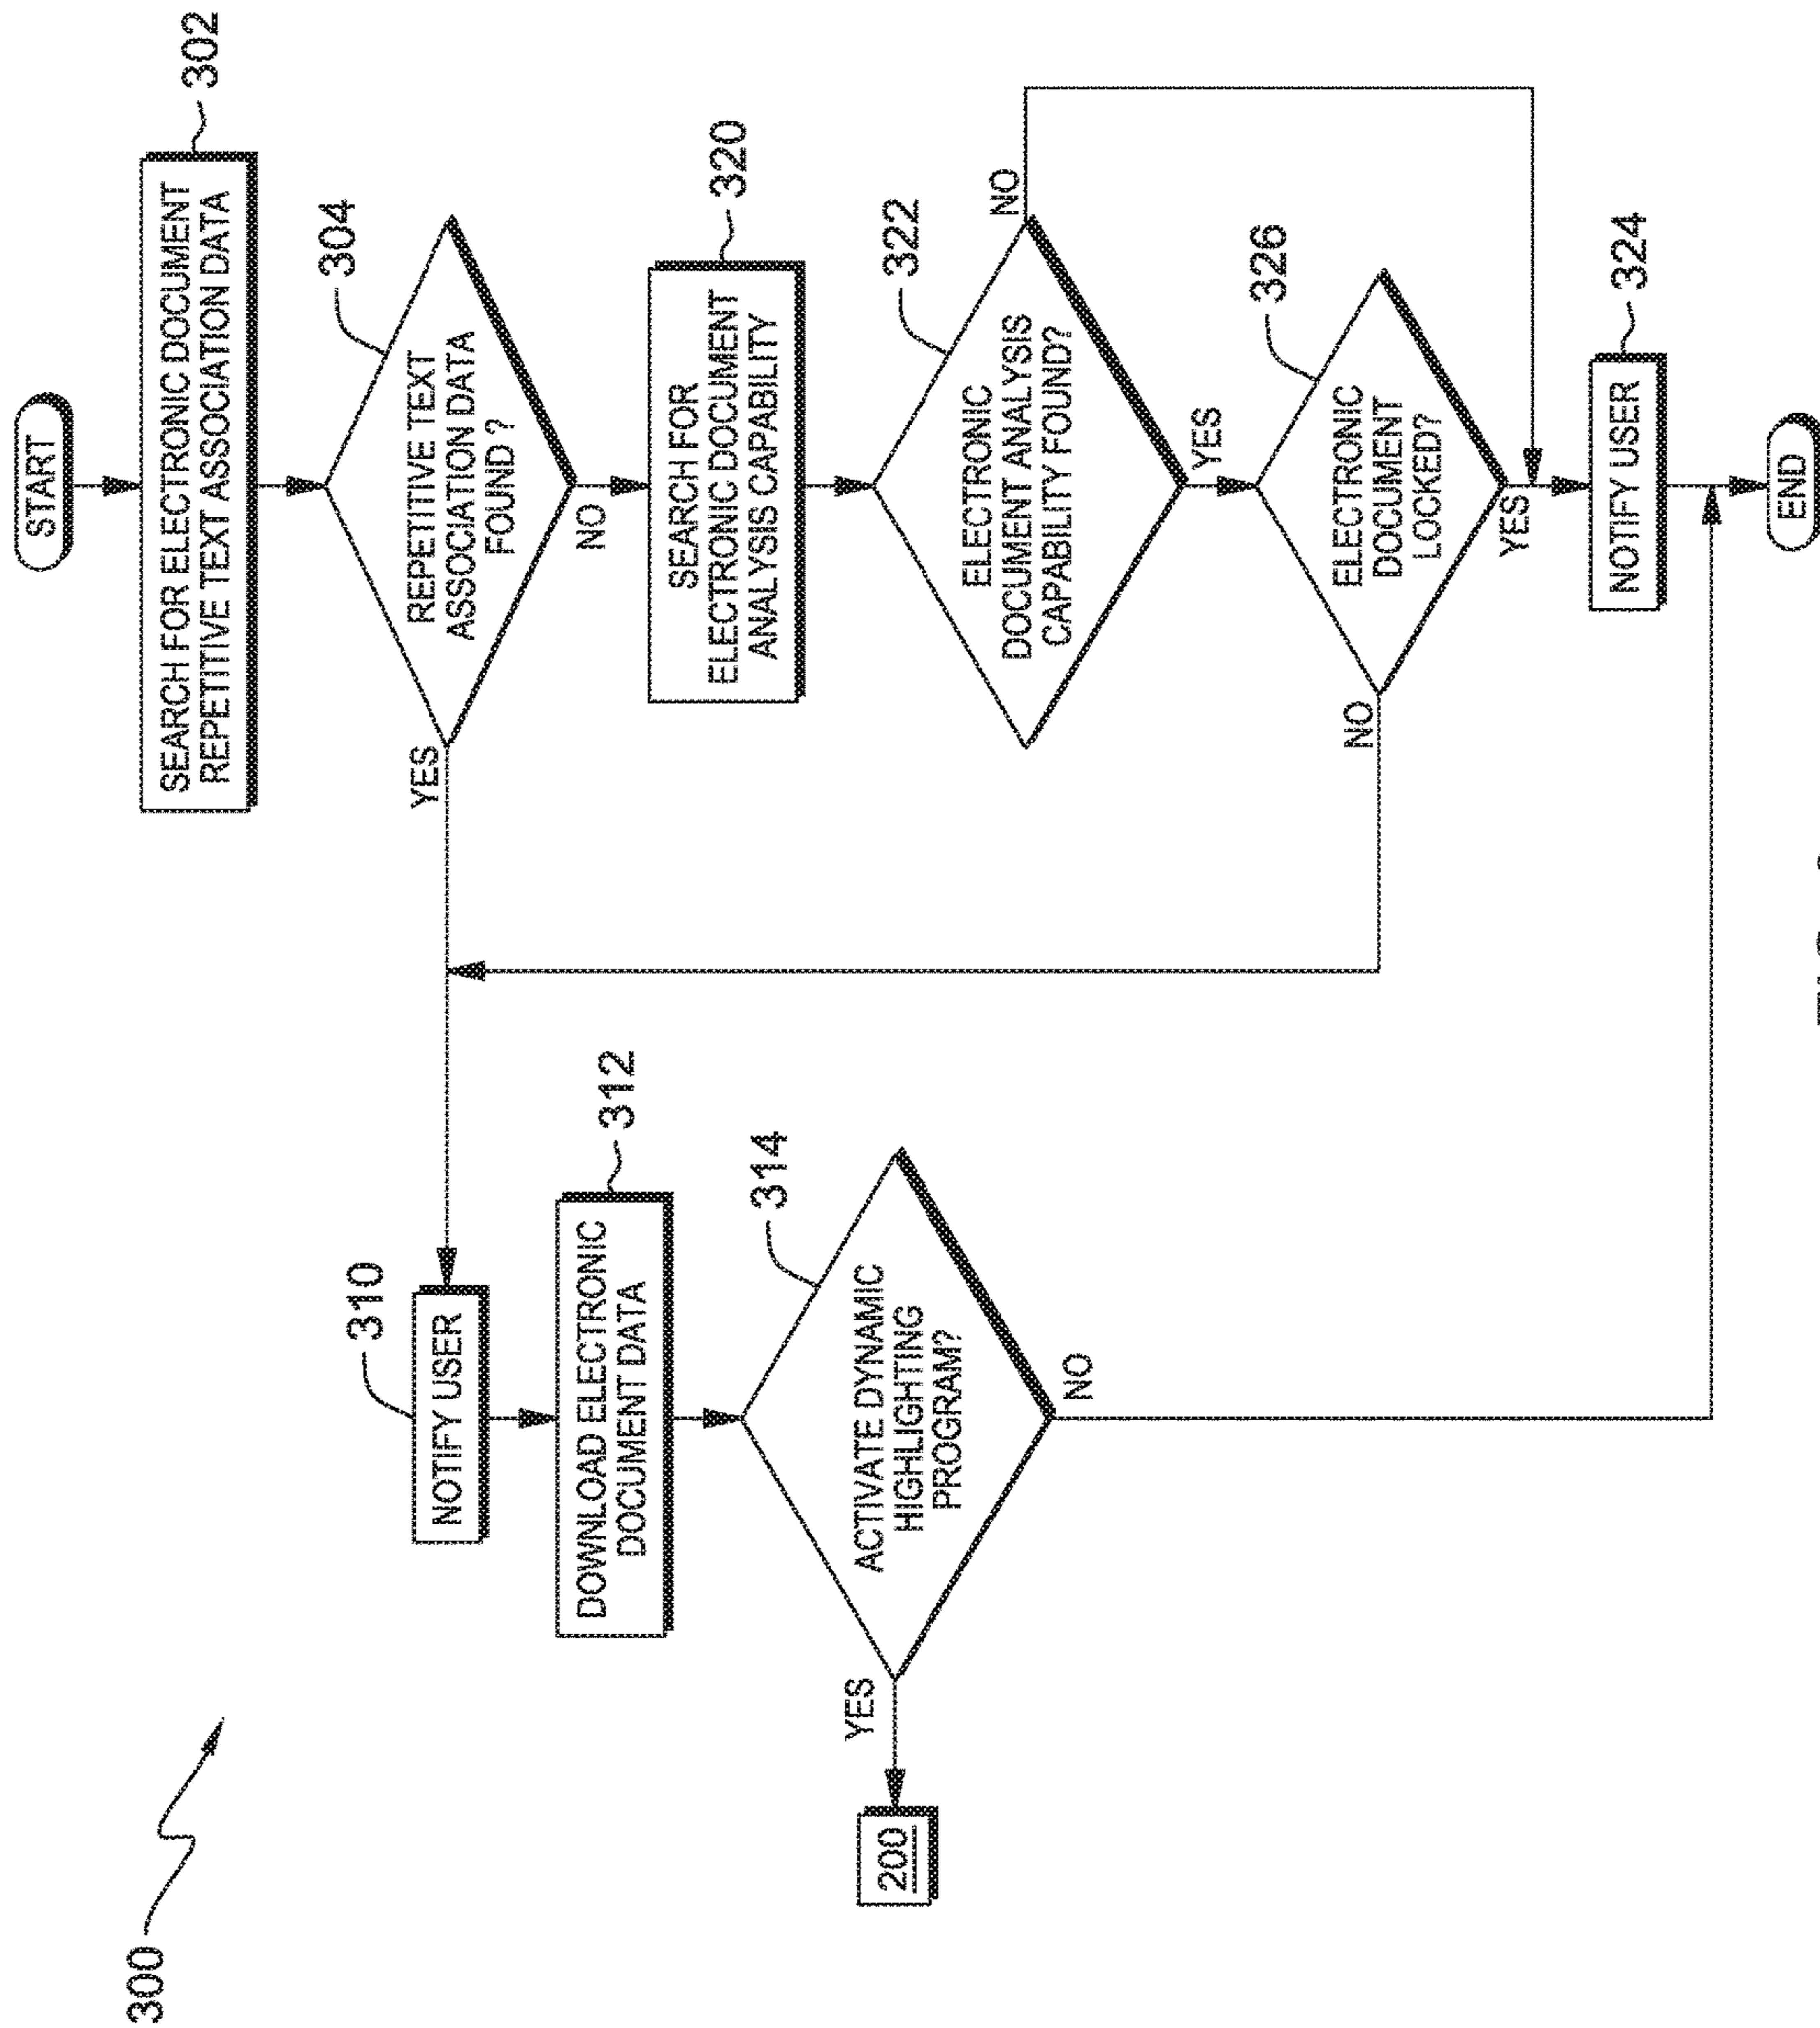 300
START
SEARCH FOR ELECTRONIC DOCUMENT
REPETITIVE TEXT ASSOCIATION DATA
302
304
REPETITIVE TEXT
ASSOCIATION DATA
FOUND ?
YES
NO
310
NOTIFY USER
312
DOWNLOAD ELECTRONIC
DOCUMENT DATA
314
ACTIVATE DYNAMIC
HIGHLIGHTING
PROGRAM?
YES
NO
200
SEARCH FOR
ELECTRONIC DOCUMENT
ANALYSIS CAPABILITY
320
322
ELECTRONIC
DOCUMENT ANALYSIS
CAPABILITY FOUND?
NO
YES
326
ELECTRONIC
DOCUMENT
LOCKED?
NO
YES
NOTIFY USER
324
END